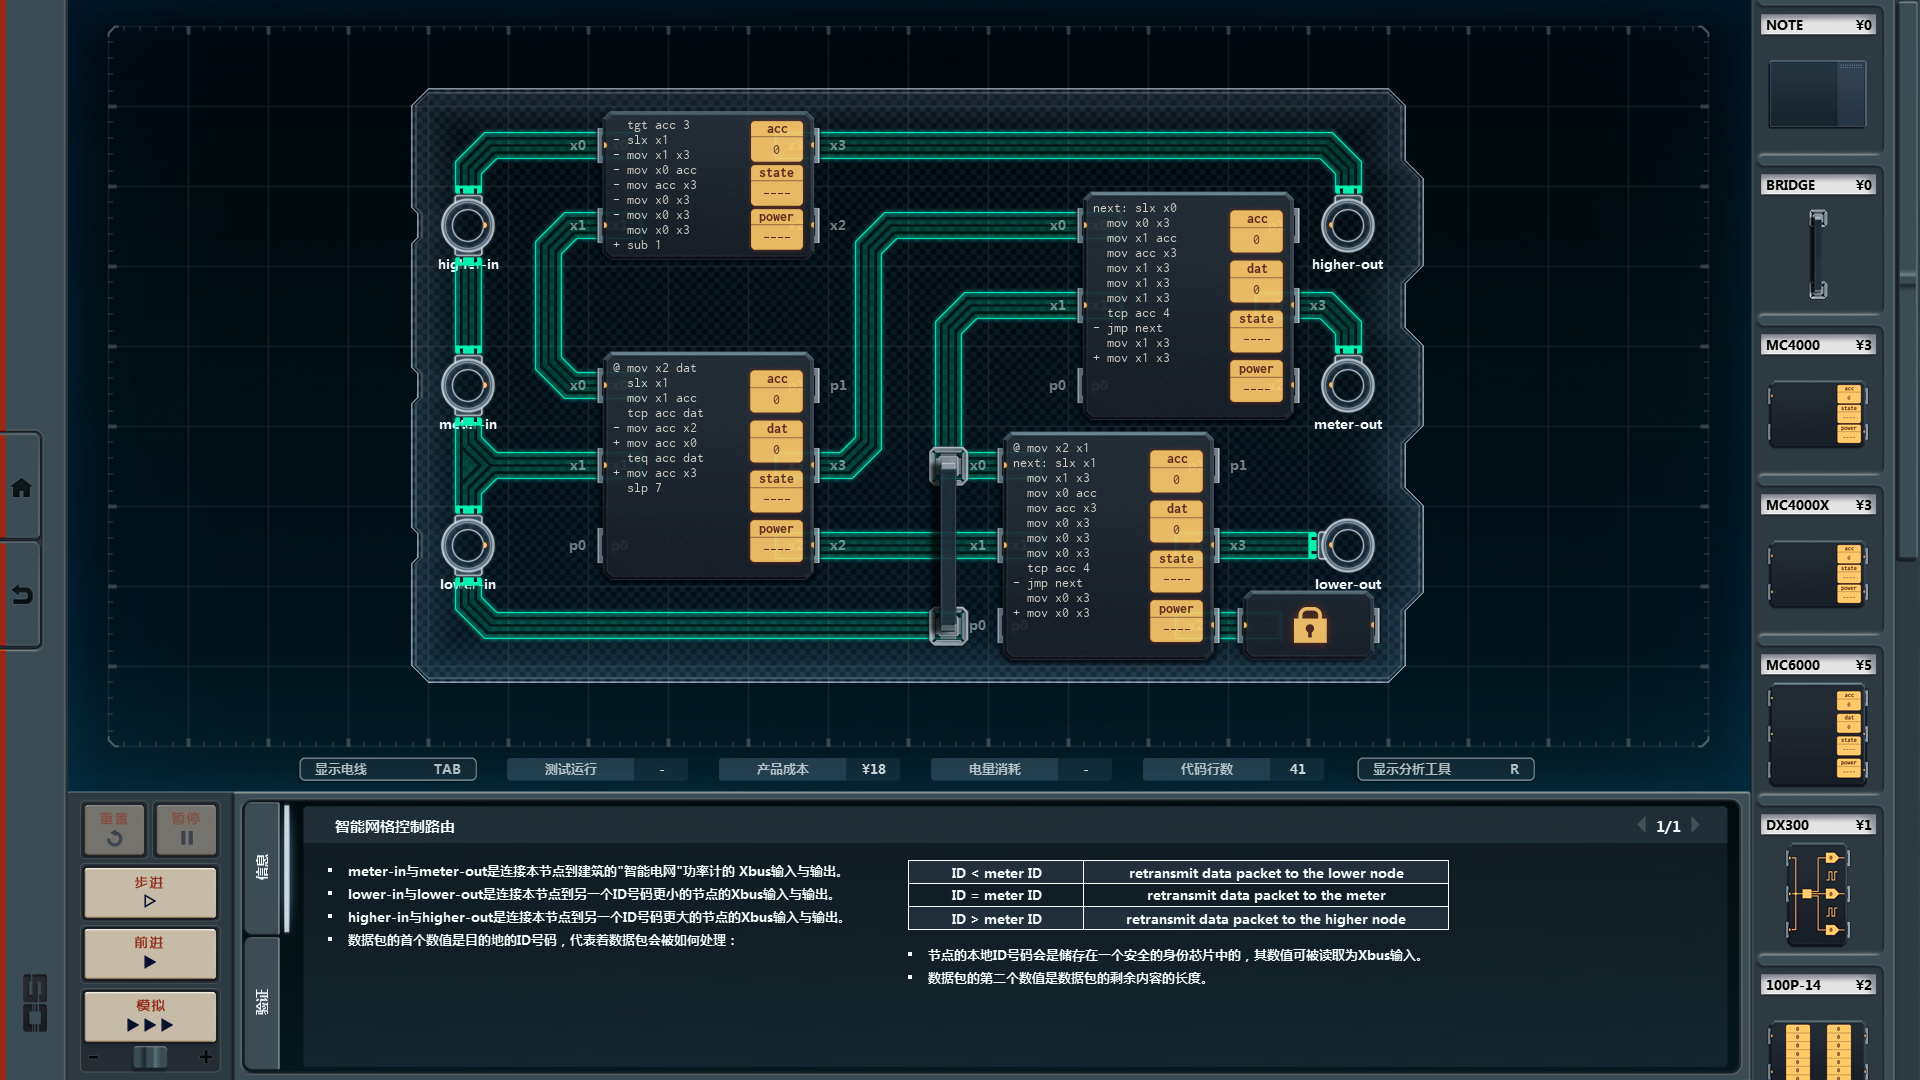 NOTE ¥0
BRIDGE ¥0
MC4000 ¥3
MC4000X ¥3
MC6000 ¥5
DX300 ¥1
100P-14 ¥2
x0
x1
x3
x2
tgt acc 3
- slx x1
- mov x1 x3
- mov x0 acc
- mov acc x3
- mov x0 x3
- mov x0 x3
mov x0 x3
+ sub 1
acc
0
state
----
power
----
higher-in
meter-in
lower-in
x0
x1
p0
p1
x3
x2
@ mov x2 dat
slx x1
mov x1 acc
tcp acc dat
- mov acc x2
+ mov acc x0
teq acc dat
+ mov acc x3
slp 7
acc
0
dat
0
state
----
power
----
x0
x1
p0
x3
next: slx x0
mov x0 x3
mov x1 acc
mov acc x3
mov x1 x3
mov x1 x3
mov x1 x3
tcp acc 4
- jmp next
mov x1 x3
+ mov x1 x3
acc
0
dat
0
state
----
power
----
higher-out
meter-out
lower-out
x0
x1
p0
p1
x3
@ mov x2 x1
next: slx x1
mov x1 x3
mov x0 acc
mov acc x3
mov x0 x3
mov x0 x3
mov x0 x3
tcp acc 4
- jmp next
mov x0 x3
+ mov x0 x3
acc
0
dat
0
state
----
power
----
显示电线 TAB
测试运行 -
产品成本 ¥18
电量消耗 -
代码行数 41
显示分析工具 R
重置
暂停
步进
前进
模拟
- +
信息
验证
智能网格控制路由
1/1
▪ meter-in与meter-out是连接本节点到建筑的"智能电网"功率计的 Xbus输入与输出。
▪ lower-in与lower-out是连接本节点到另一个ID号码更小的节点的Xbus输入与输出。
▪ higher-in与higher-out是连接本节点到另一个ID号码更大的节点的Xbus输入与输出。
▪ 数据包的首个数值是目的地的ID号码，代表着数据包会被如何处理：
ID < meter ID retransmit data packet to the lower node
ID = meter ID retransmit data packet to the meter
ID > meter ID retransmit data packet to the higher node
▪ 节点的本地ID号码会是储存在一个安全的身份芯片中的，其数值可被读取为Xbus输入。
▪ 数据包的第二个数值是数据包的剩余内容的长度。